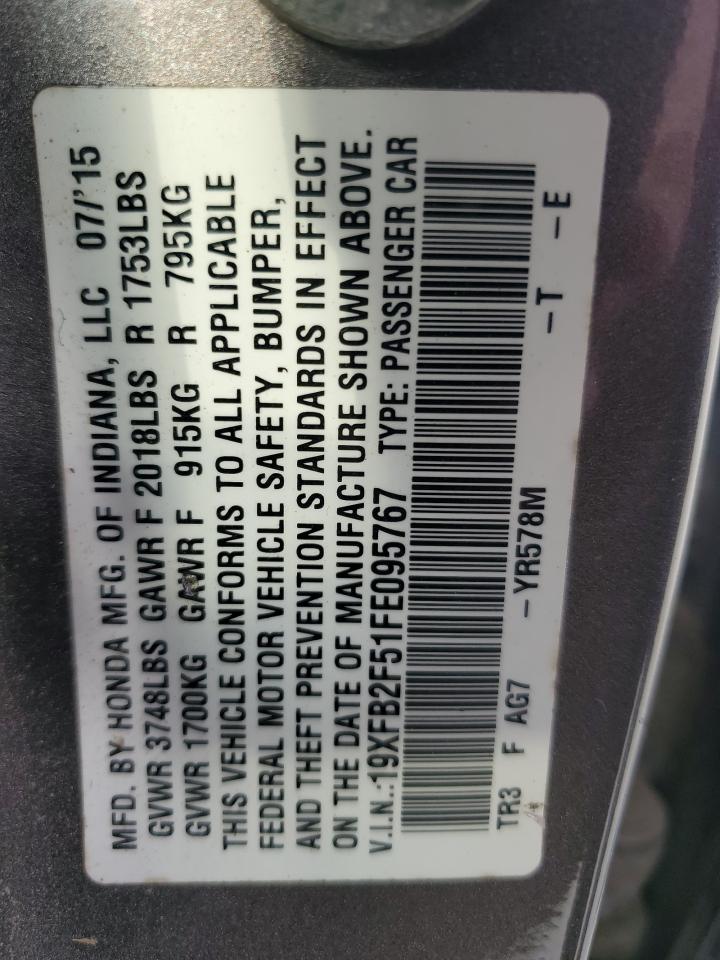 MFD. BY HONDA MFG. OF INDIANA, LLC 07/'15
GVWR 3748LBS GAWR F 2018LBS R 1753LBS
GVWR 1700KG GAWR F 915KG R 795KG
THIS VEHICLE CONFORMS TO ALL APPLICABLE
FEDERAL MOTOR VEHICLE SAFETY, BUMPER,
AND THEFT PREVENTION STANDARDS IN EFFECT
ON THE DATE OF MANUFACTURE SHOWN ABOVE.
V.I.N.:19XFB2F51FE095767 TYPE: PASSENGER CAR
TR3 F AG7 -YR578M -T -E